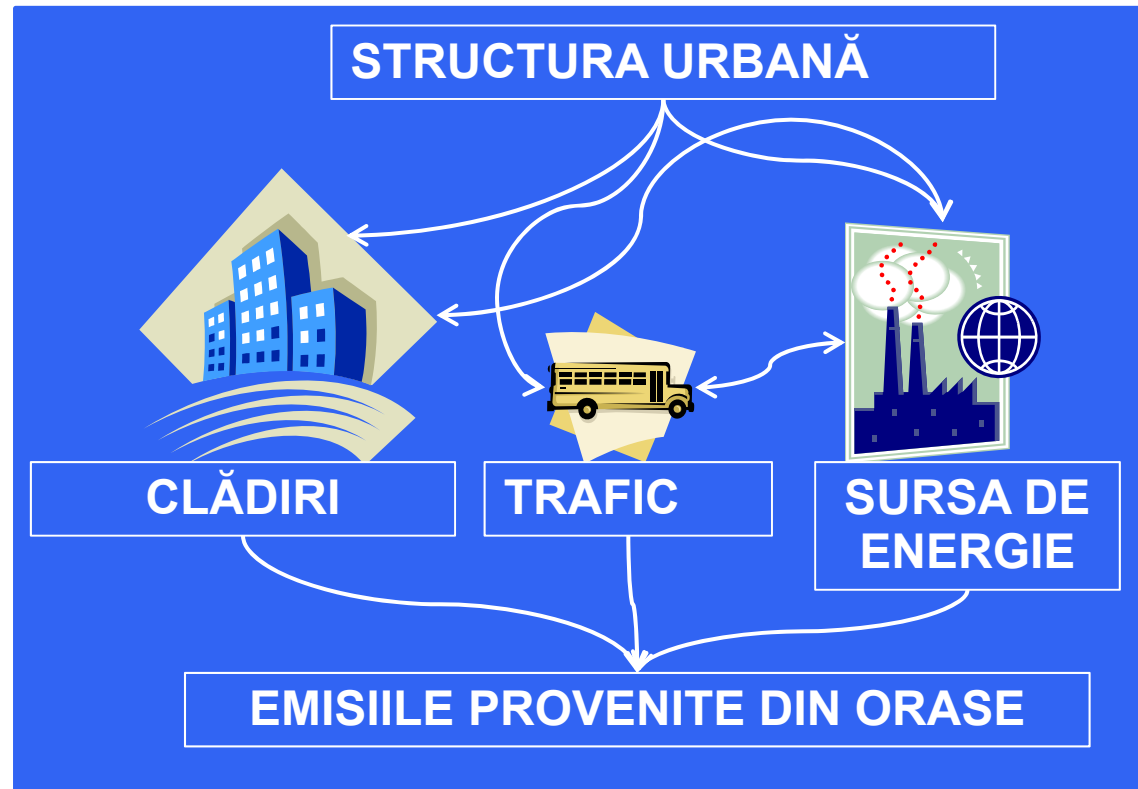 STRUCTURA URBANĂ
CLĂDIRI
TRAFIC
SURSA DE
ENERGIE
EMISIILE PROVENITE DIN ORASE